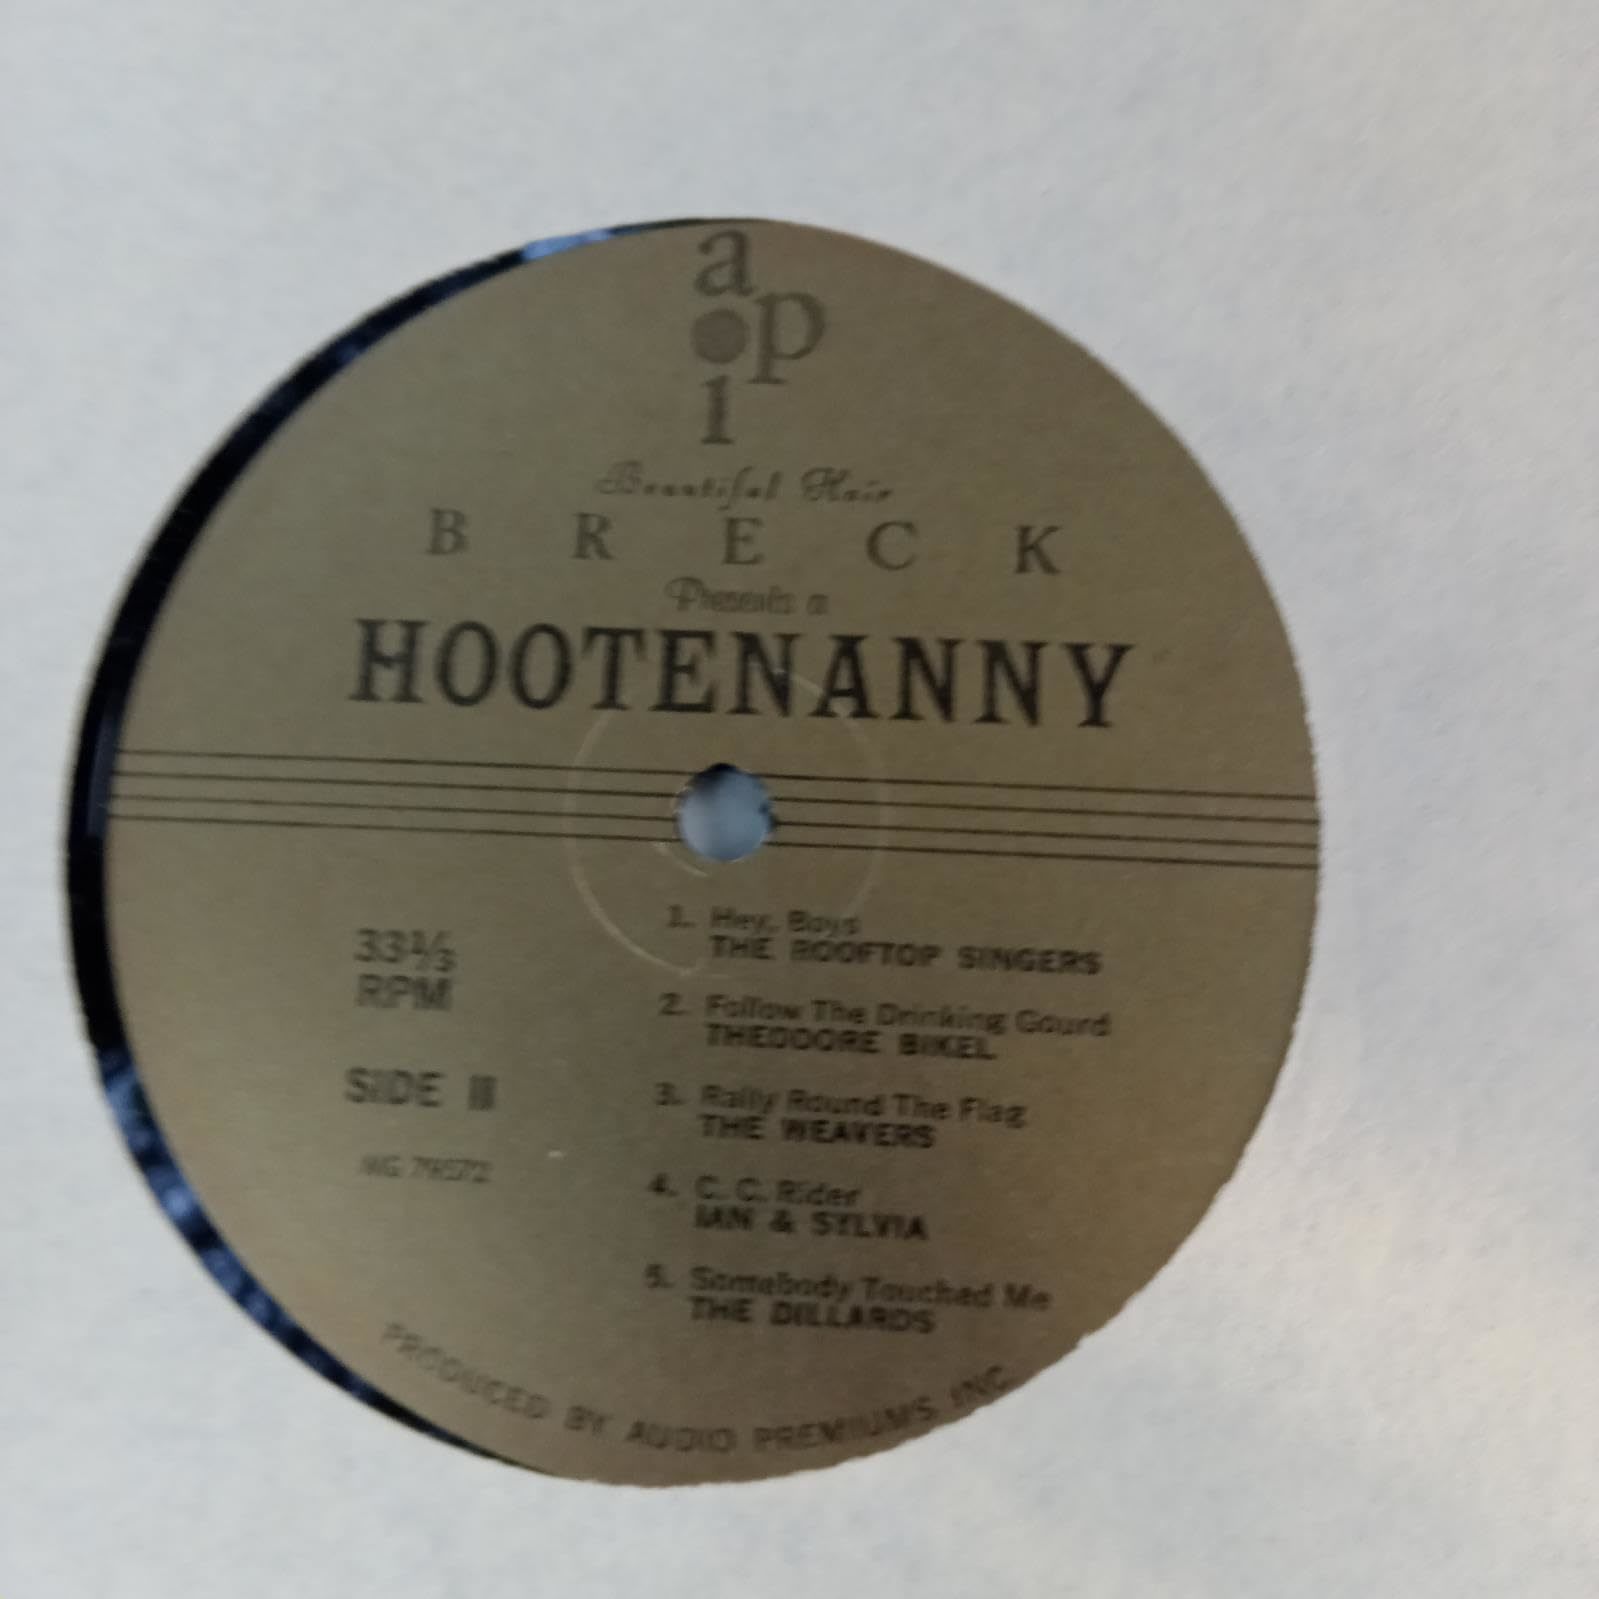 a
p
i
Beautiful Hair
BRECK
Presents a
HOOTENANNY
33⅓
RPM
SIDE II
1. Hey, Boys
THE ROOFTOP SINGERS
2. Follow The Drinking Gourd
THEODORE BIKEL
3. Rally Round The Flag
THE WEAVERS
4. C. C. Rider
IAN & SYLVIA
5. Somebody Touched Me
THE DILLARDS
PRODUCED BY AUDIO PREMIUMS INC.